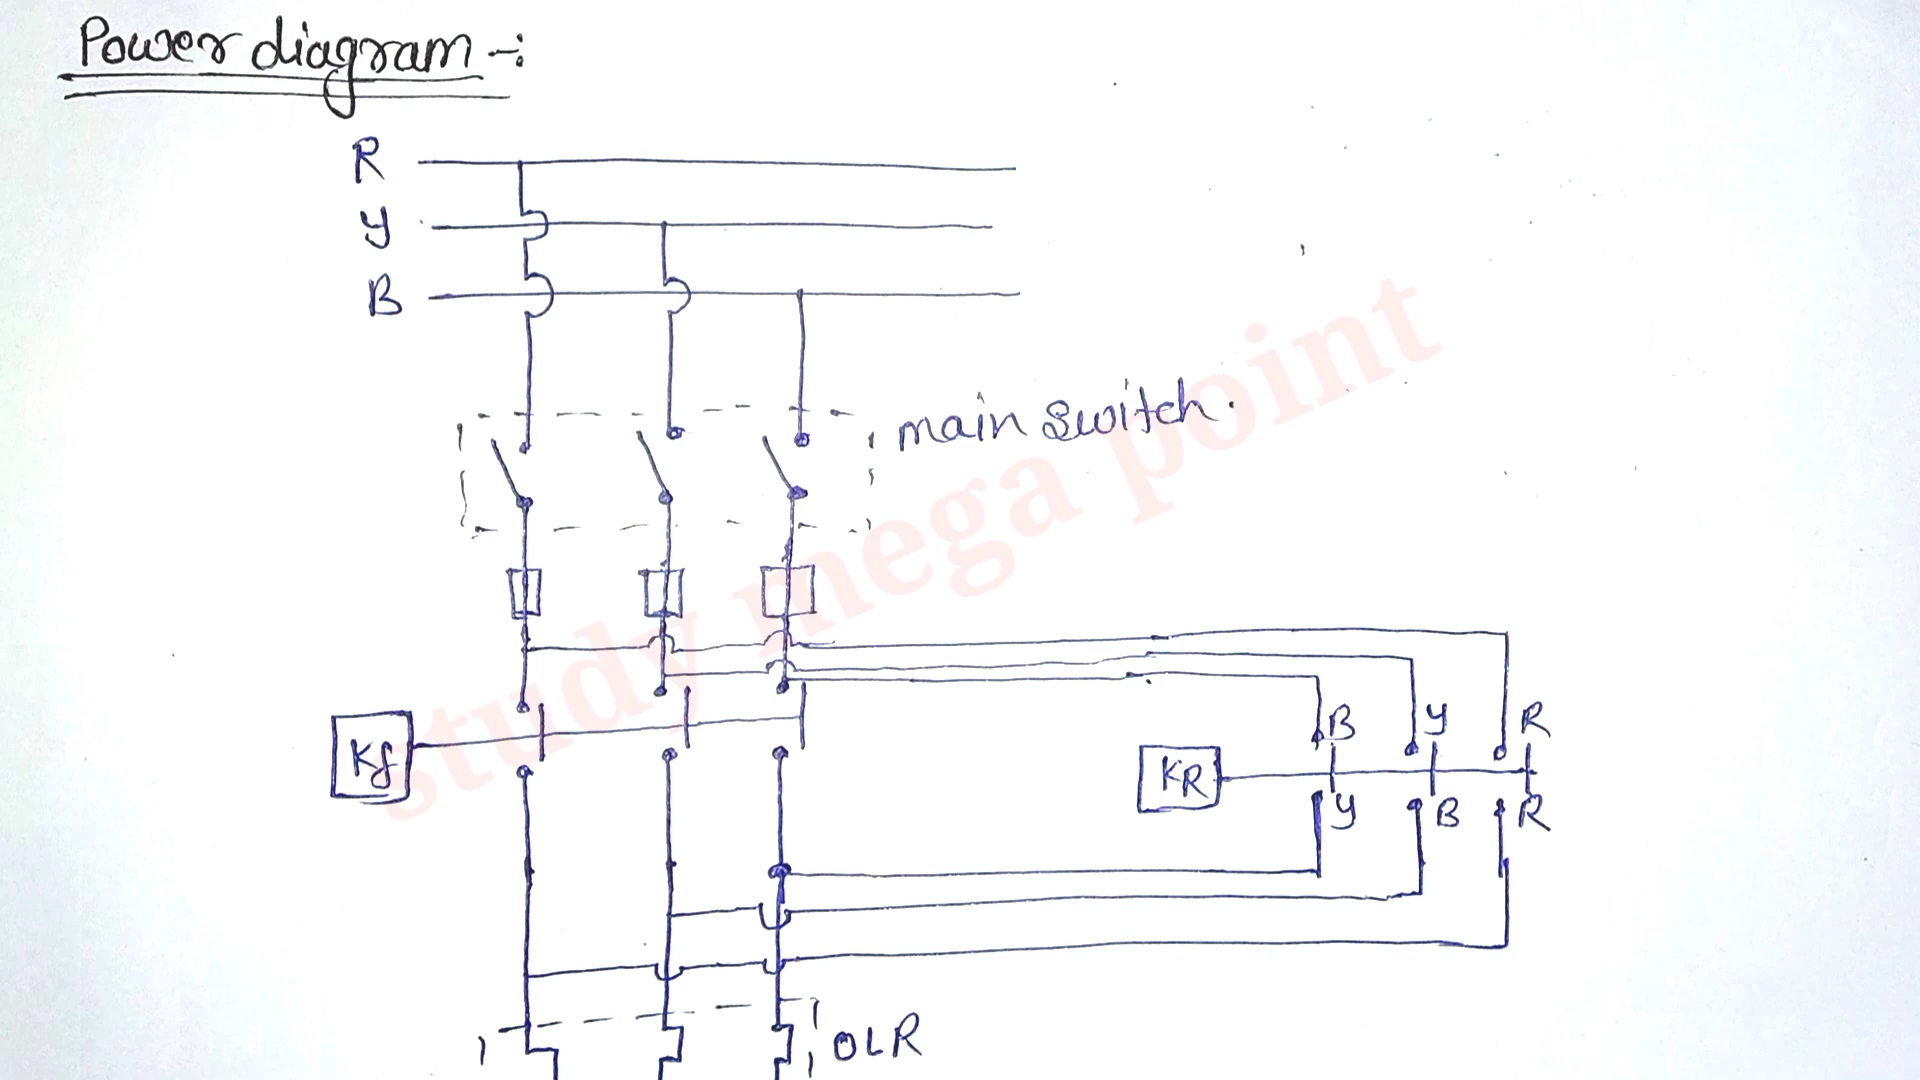 Power diagram -:
R
Y
B
main switch.
study mega point
Kf
B Y R
KR
Y B R
OLR